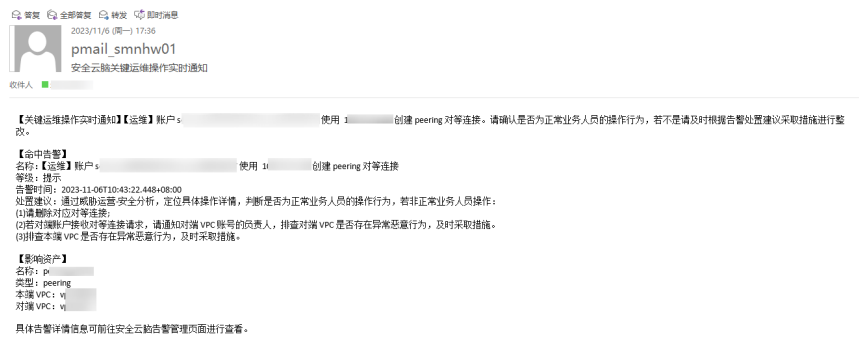 答复 全部答复 转发 即时消息
2023/11/6 (周一) 17:36
pmail_smnhw01
安全云脑关键运维操作实时通知
收件人
【关键运维操作实时通知】【运维】账户 s 使用 1 创建 peering 对等连接。请确认是否为正常业务人员的操作行为，若不是请及时根据告警处置建议采取措施进行整
改。
【命中告警】
名称：【运维】账户 s 使用 1 创建 peering 对等连接
等级：提示
告警时间：2023-11-06T10:43:22.448+08:00
处置建议：通过威胁运营-安全分析，定位具体操作详情，判断是否为正常业务人员的操作行为，若非正常业务人员操作：
(1)请删除对应对等连接;
(2)若对端账户接收对等连接请求，请通知对端 VPC 账号的负责人，排查对端 VPC 是否存在异常恶意行为，及时采取措施。
(3)排查本端 VPC 是否存在异常恶意行为，及时采取措施。
【影响资产】
名称：p
类型：peering
本端 VPC：v
对端 VPC：v
具体告警详情信息可前往安全云脑告警管理页面进行查看。